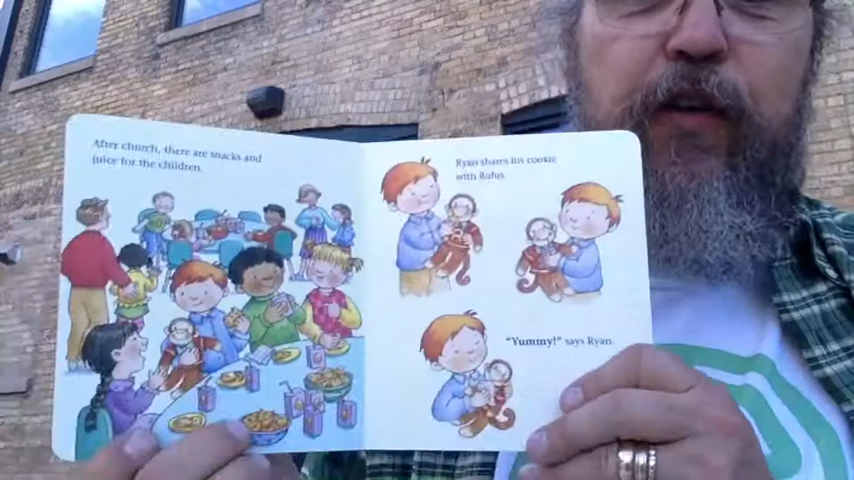 After church, there are snacks and
juice for the children.
Ryan shares his cookie
with Rufus.
"Yummy!" says Ryan.